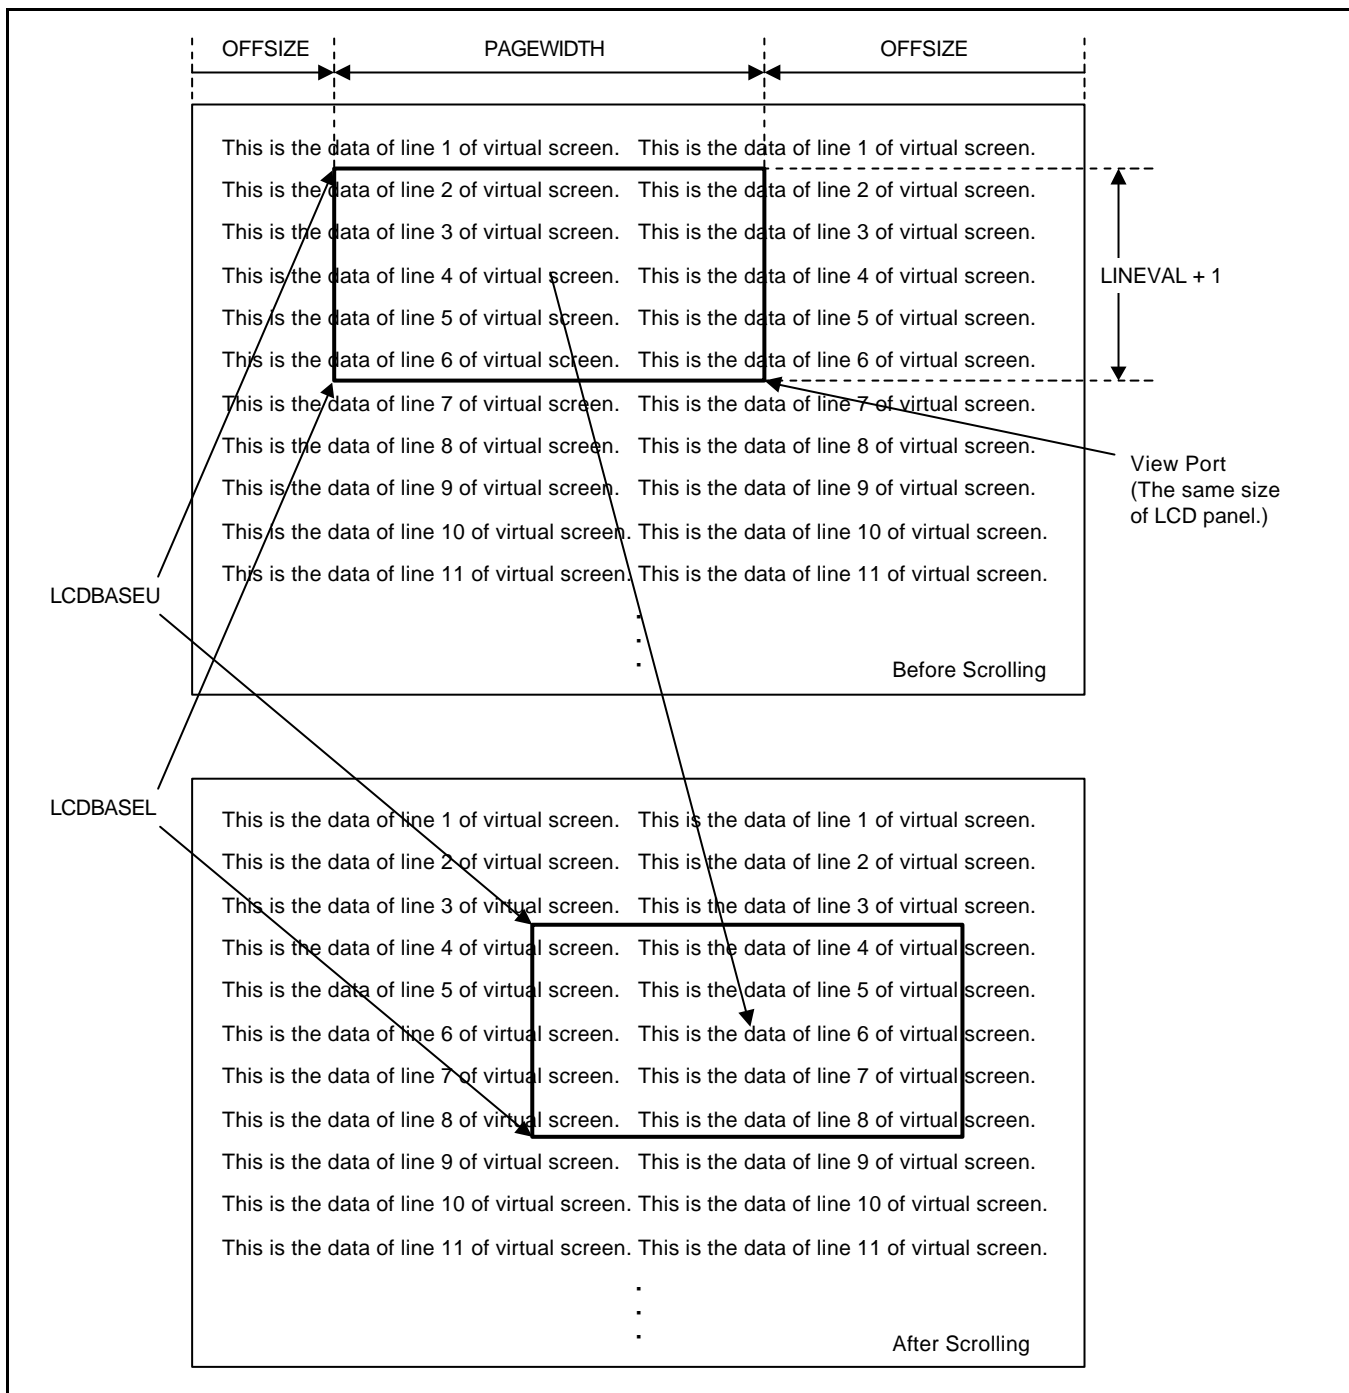 OFFSIZE PAGEWIDTH OFFSIZE
This is the data of line 1 of virtual screen. This is the data of line 1 of virtual screen.
This is the data of line 2 of virtual screen. This is the data of line 2 of virtual screen.
This is the data of line 3 of virtual screen. This is the data of line 3 of virtual screen.
This is the data of line 4 of virtual screen. This is the data of line 4 of virtual screen.
LINEVAL + 1
This is the data of line 5 of virtual screen. This is the data of line 5 of virtual screen.
This is the data of line 6 of virtual screen. This is the data of line 6 of virtual screen.
This is the data of line 7 of virtual screen. This is the data of line 7 of virtual screen.
This is the data of line 8 of virtual screen. This is the data of line 8 of virtual screen.
This is the data of line 9 of virtual screen. This is the data of line 9 of virtual screen.
This is the data of line 10 of virtual screen. This is the data of line 10 of virtual screen.
This is the data of line 11 of virtual screen. This is the data of line 11 of virtual screen.
View Port
(The same size
of LCD panel.)
LCDBASEU
.
.
.
Before Scrolling
LCDBASEL
This is the data of line 1 of virtual screen. This is the data of line 1 of virtual screen.
This is the data of line 2 of virtual screen. This is the data of line 2 of virtual screen.
This is the data of line 3 of virtual screen. This is the data of line 3 of virtual screen.
This is the data of line 4 of virtual screen. This is the data of line 4 of virtual screen.
This is the data of line 5 of virtual screen. This is the data of line 5 of virtual screen.
This is the data of line 6 of virtual screen. This is the data of line 6 of virtual screen.
This is the data of line 7 of virtual screen. This is the data of line 7 of virtual screen.
This is the data of line 8 of virtual screen. This is the data of line 8 of virtual screen.
This is the data of line 9 of virtual screen. This is the data of line 9 of virtual screen.
This is the data of line 10 of virtual screen. This is the data of line 10 of virtual screen.
This is the data of line 11 of virtual screen. This is the data of line 11 of virtual screen.
.
.
.
After Scrolling